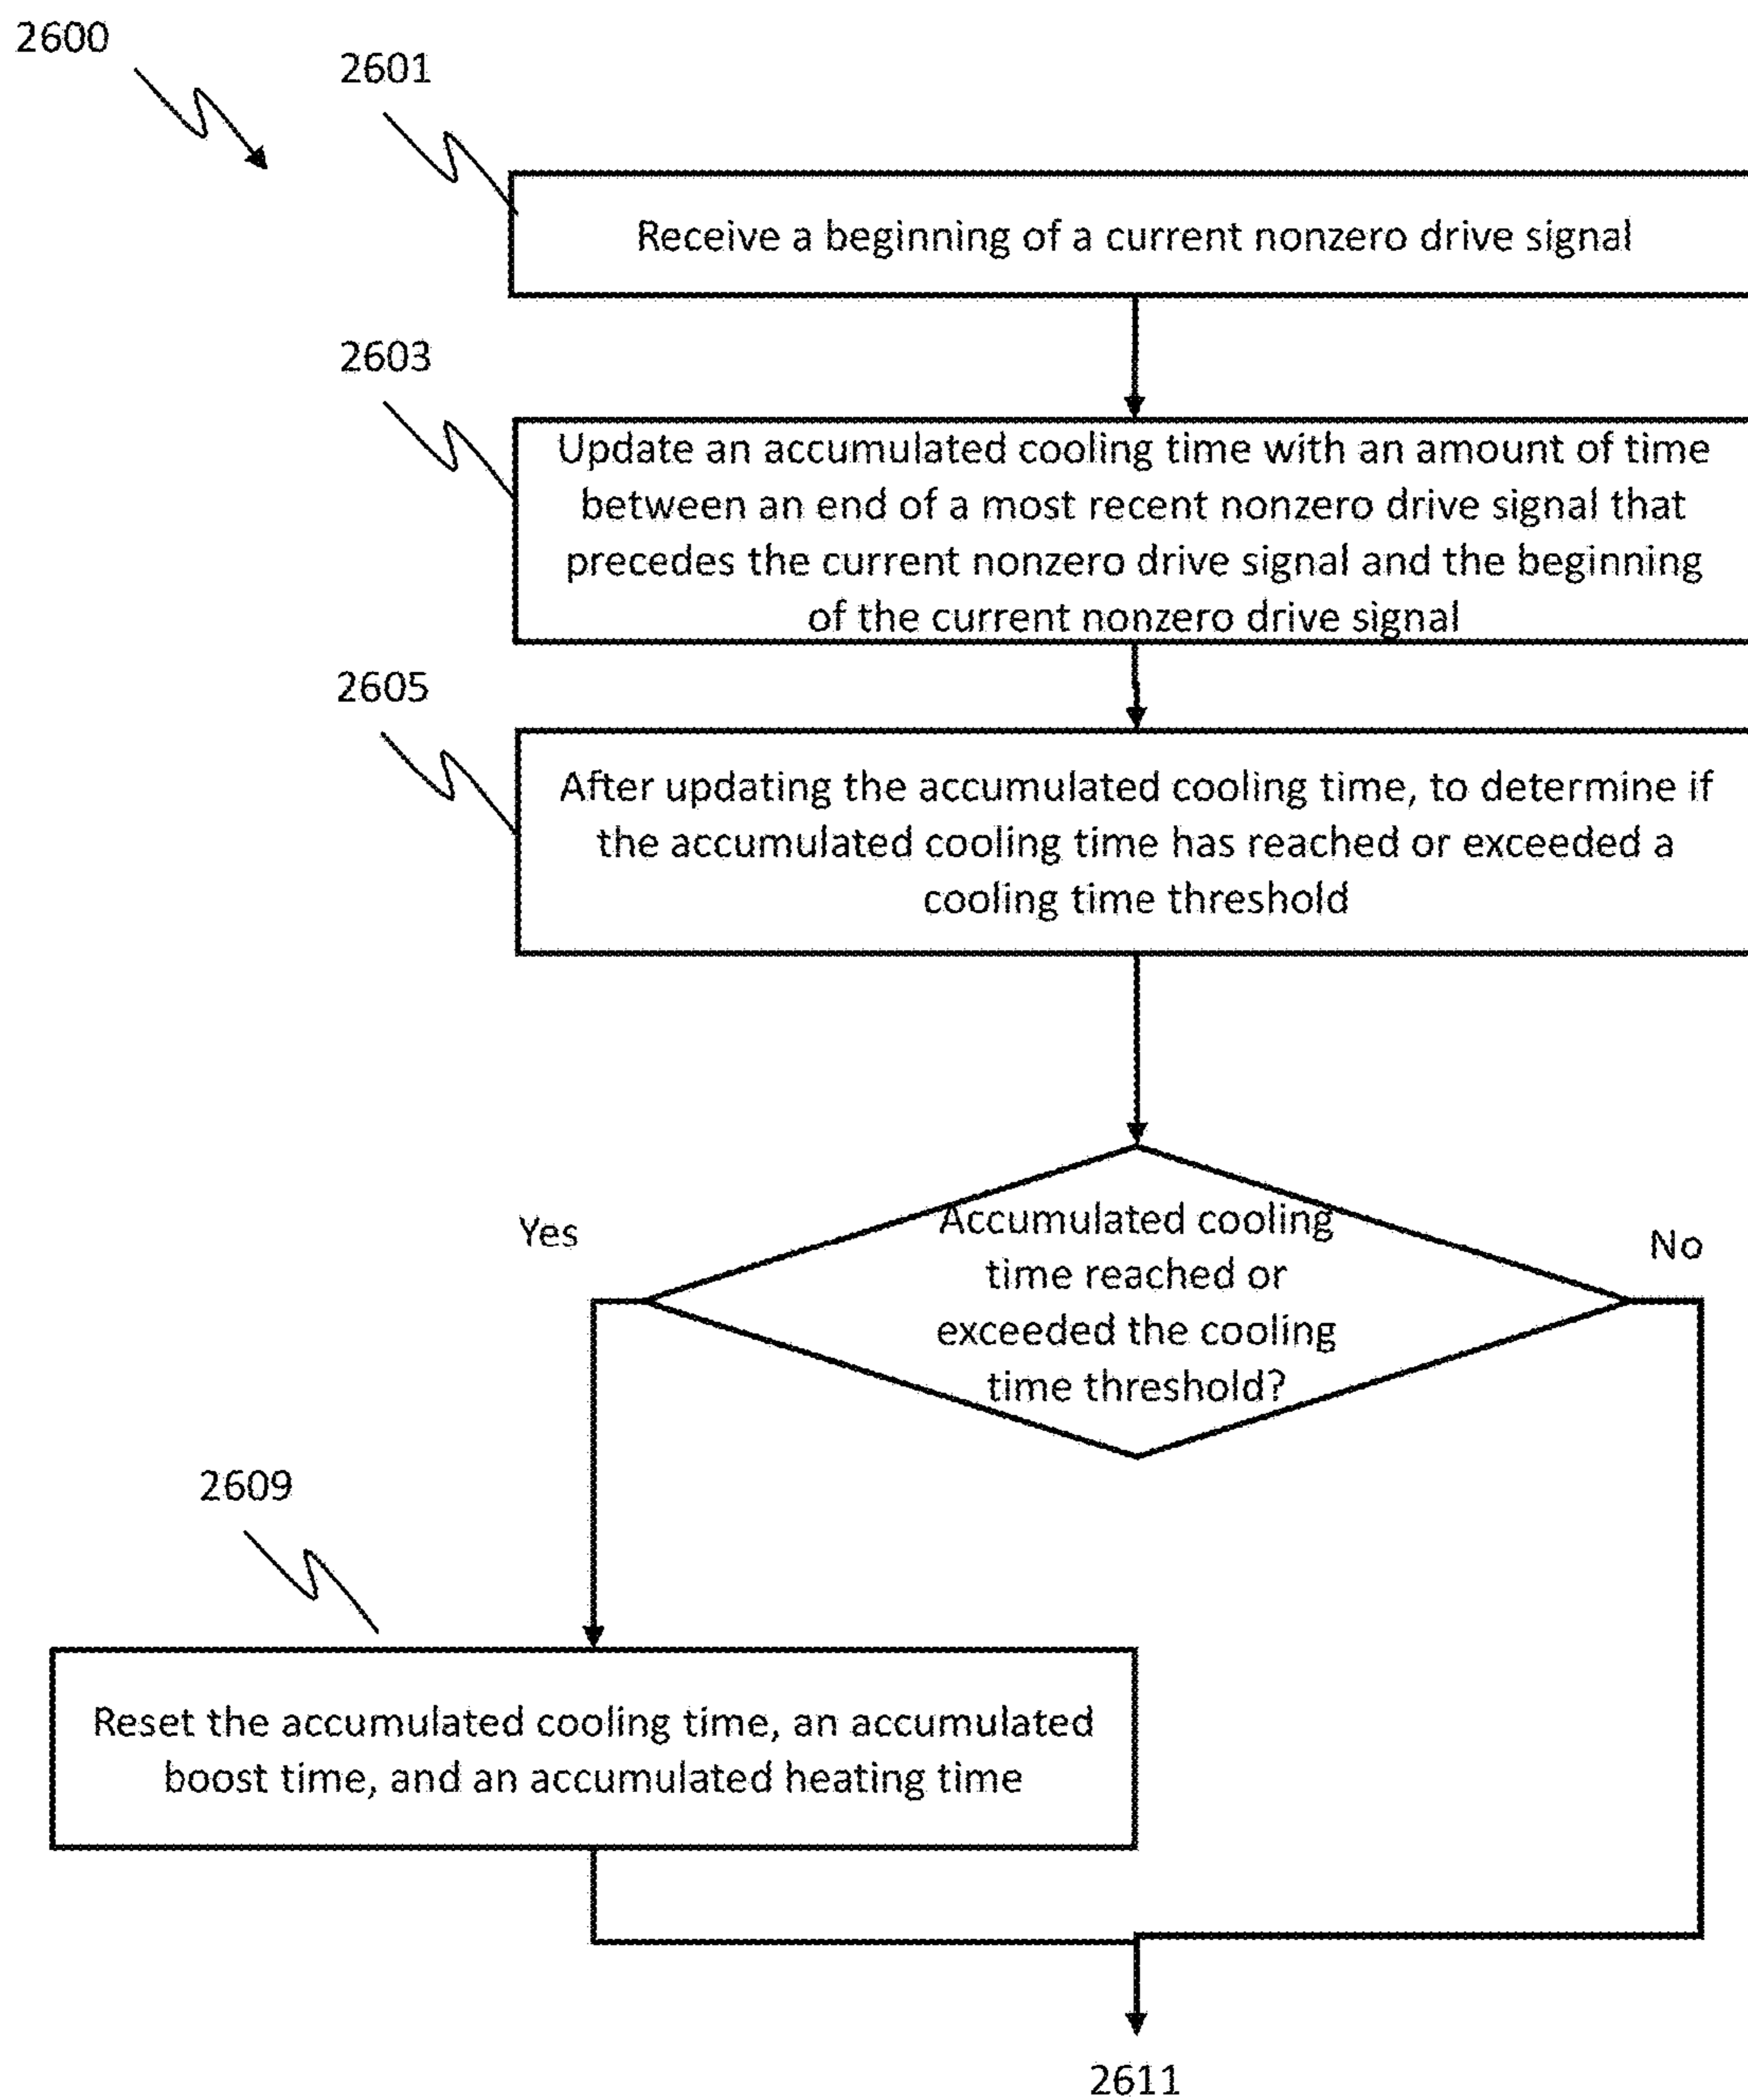 2600
2601
Receive a beginning of a current nonzero drive signal
2603
Update an accumulated cooling time with an amount of time
between an end of a most recent nonzero drive signal that
precedes the current nonzero drive signal and the beginning
of the current nonzero drive signal
2605
After updating the accumulated cooling time, to determine if
the accumulated cooling time has reached or exceeded a
cooling time threshold
Yes
Accumulated cooling
time reached or
exceeded the cooling
time threshold?
No
2609
Reset the accumulated cooling time, an accumulated
boost time, and an accumulated heating time
2611